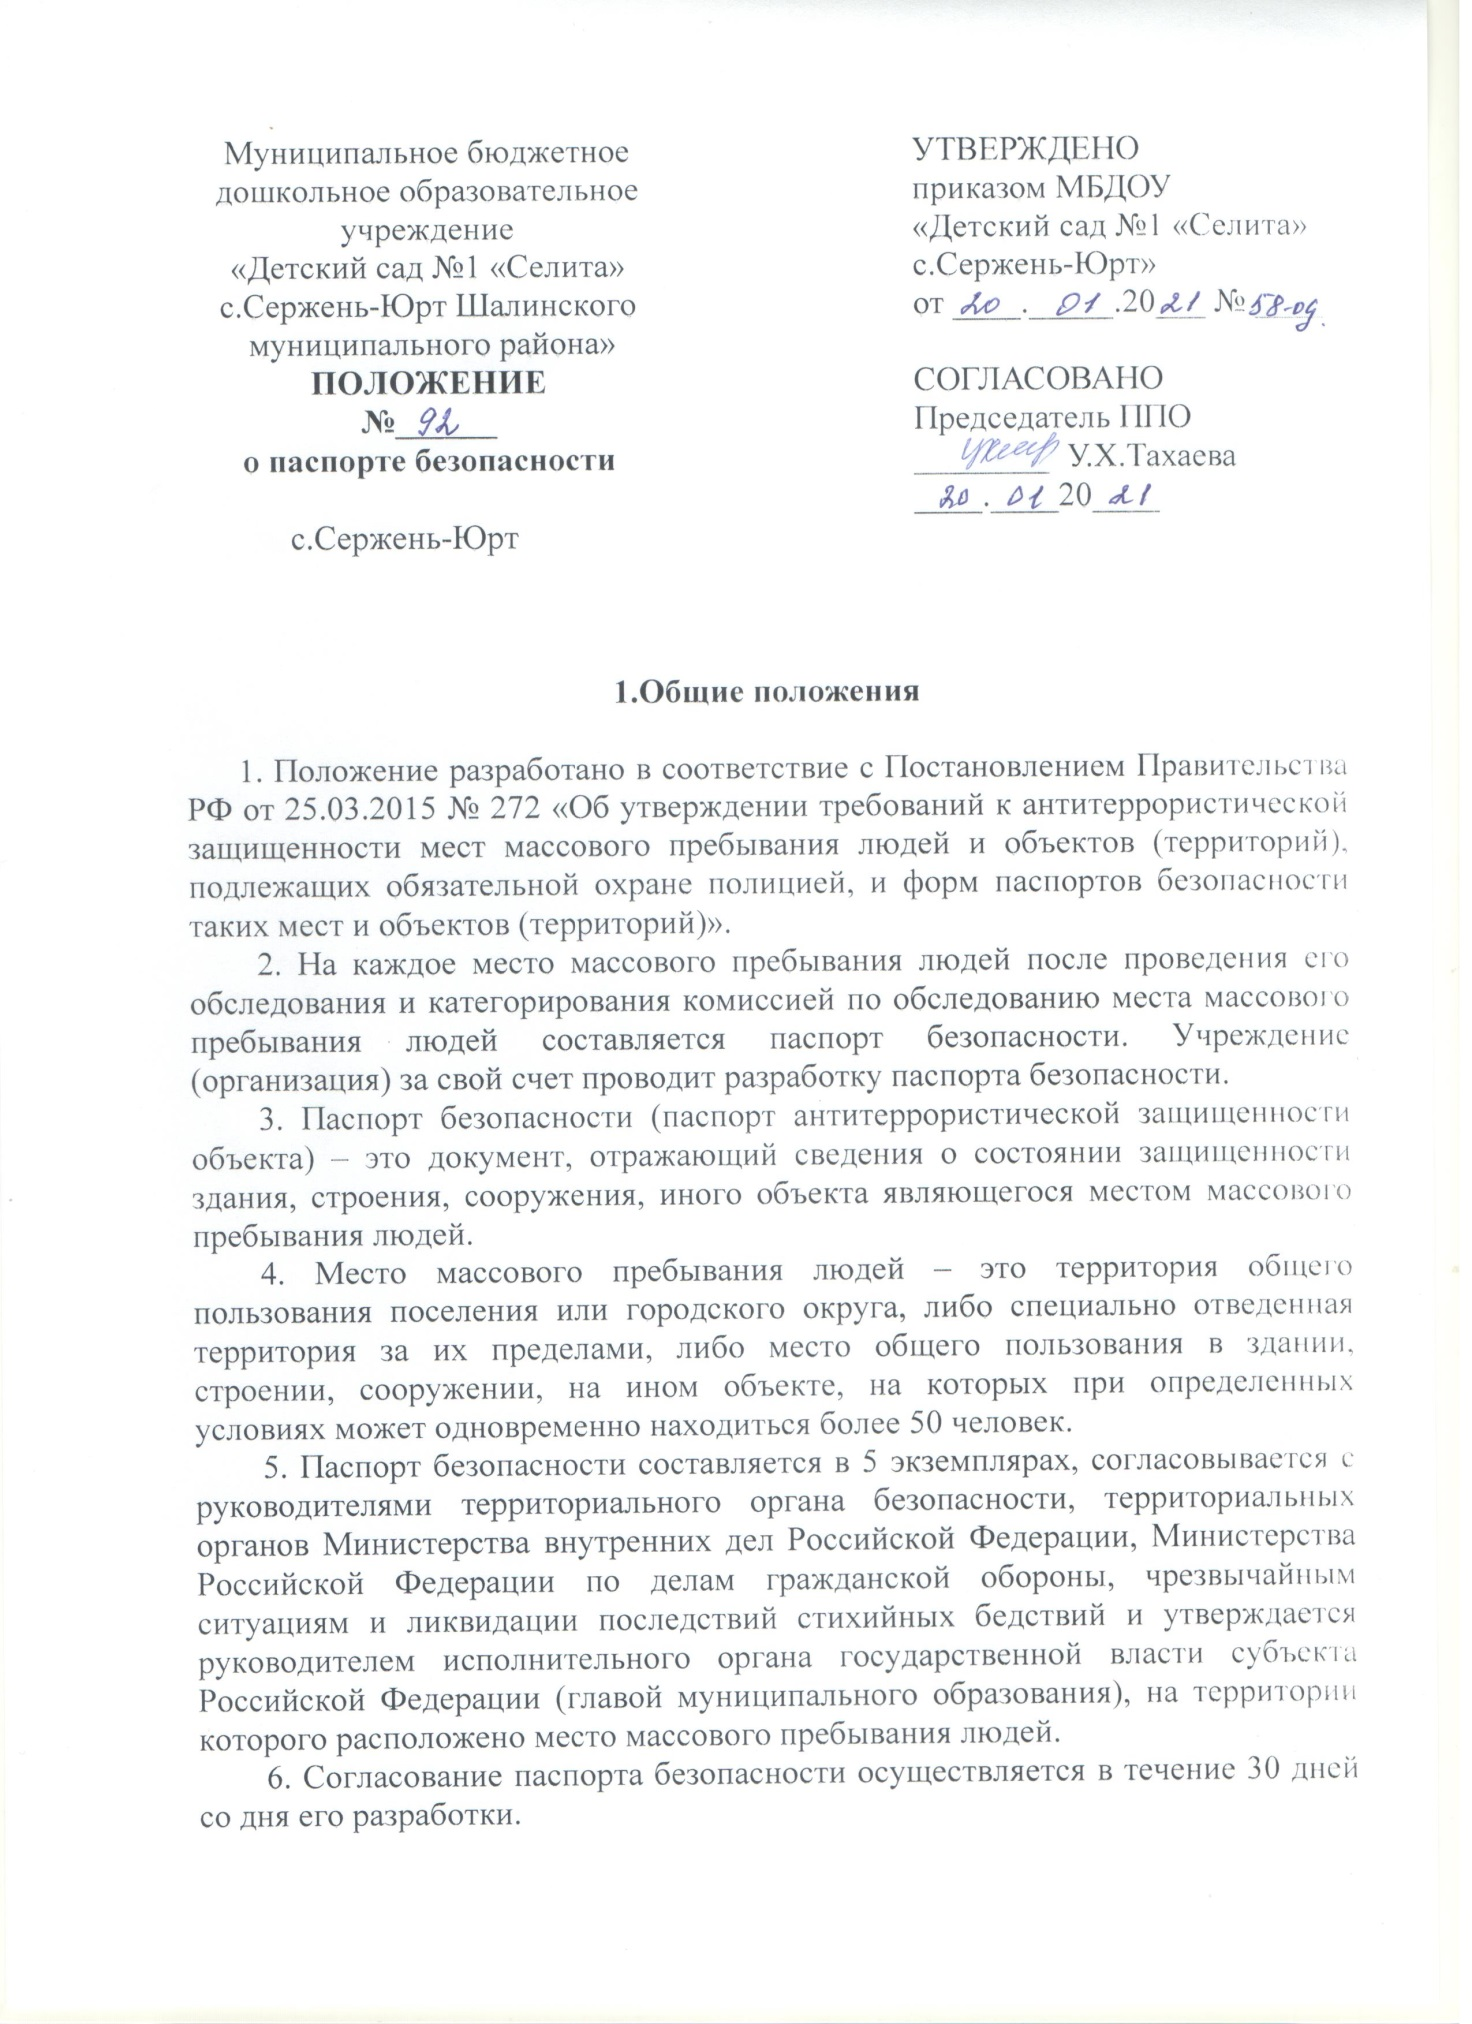 Муниципальное бюджетное
дошкольное образовательное
учреждение
«Детский сад №1 «Селита»
с.Сержень-Юрт Шалинского
муниципального района»
ПОЛОЖЕНИЕ
№ 92
о паспорте безопасности
с.Сержень-Юрт
УТВЕРЖДЕНО
приказом МБДОУ
«Детский сад №1 «Селита»
с.Сержень-Юрт»
от 20.01.2021 №58-од.
СОГЛАСОВАНО
Председатель ППО
У.Х.Тахаева
20.01 2021
1.Общие положения
1. Положение разработано в соответствие с Постановлением Правительства
РФ от 25.03.2015 № 272 «Об утверждении требований к антитеррористической
защищенности мест массового пребывания людей и объектов (территорий),
подлежащих обязательной охране полицией, и форм паспортов безопасности
таких мест и объектов (территорий)».
2. На каждое место массового пребывания людей после проведения его
обследования и категорирования комиссией по обследованию места массового
пребывания людей составляется паспорт безопасности. Учреждение
(организация) за свой счет проводит разработку паспорта безопасности.
3. Паспорт безопасности (паспорт антитеррористической защищенности
объекта) – это документ, отражающий сведения о состоянии защищенности
здания, строения, сооружения, иного объекта являющегося местом массового
пребывания людей.
4. Место массового пребывания людей – это территория общего
пользования поселения или городского округа, либо специально отведенная
территория за их пределами, либо место общего пользования в здании,
строении, сооружении, на ином объекте, на которых при определенных
условиях может одновременно находиться более 50 человек.
5. Паспорт безопасности составляется в 5 экземплярах, согласовывается с
руководителями территориального органа безопасности, территориальных
органов Министерства внутренних дел Российской Федерации, Министерства
Российской Федерации по делам гражданской обороны, чрезвычайным
ситуациям и ликвидации последствий стихийных бедствий и утверждается
руководителем исполнительного органа государственной власти субъекта
Российской Федерации (главой муниципального образования), на территории
которого расположено место массового пребывания людей.
6. Согласование паспорта безопасности осуществляется в течение 30 дней
со дня его разработки.